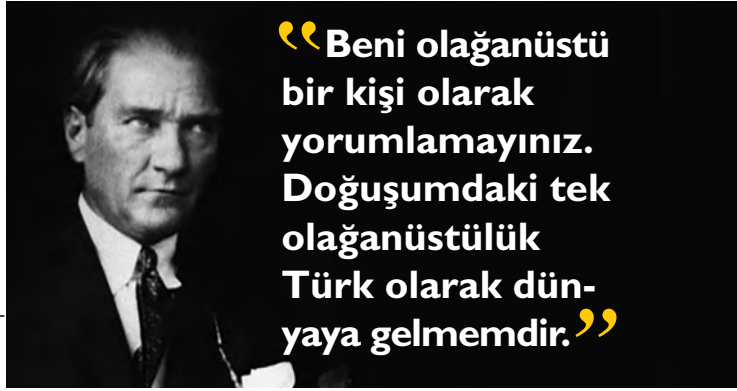 “Beni olağanüstü
bir kişi olarak
yorumlamayınız.
Doğuşumdaki tek
olağanüstülük
Türk olarak dün-
yaya gelmemdir.”